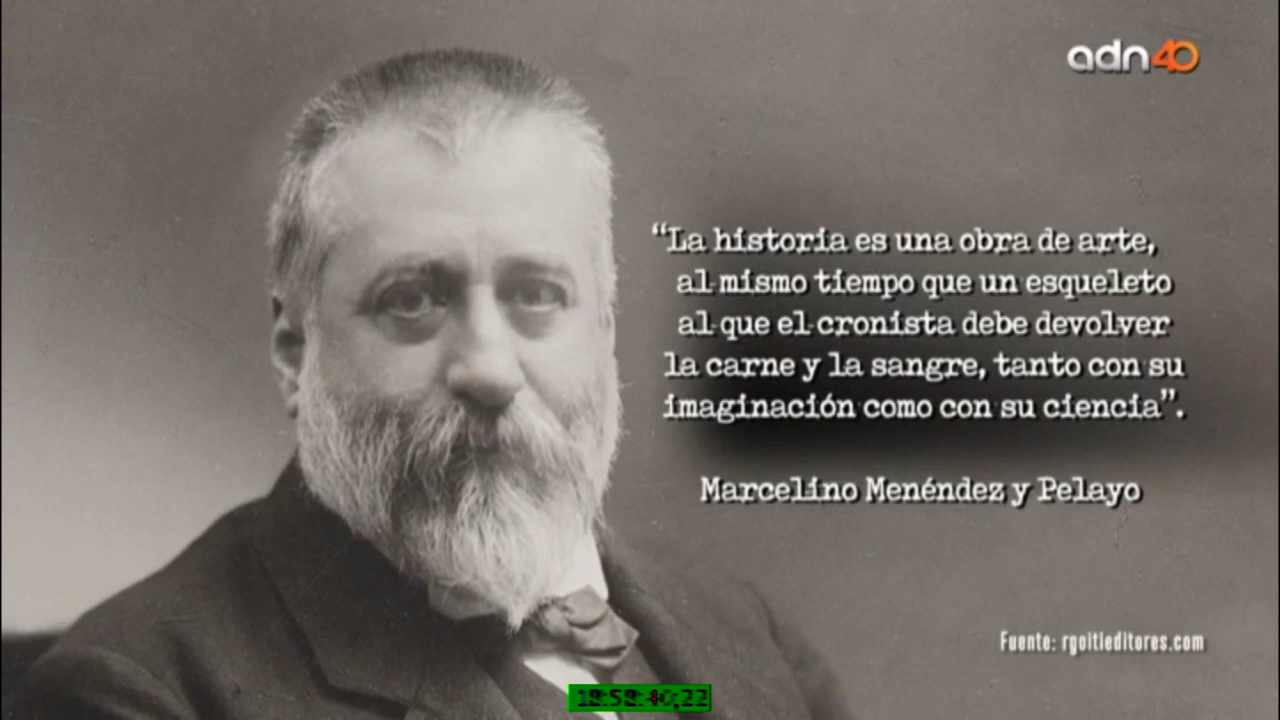 adn40
“La historia es una obra de arte,
al mismo tiempo que un esqueleto
al que el cronista debe devolver
la carne y la sangre, tanto con su
imaginación como con su ciencia”.
Marcelino Menéndez y Pelayo
Fuente: rgoitieditores.com